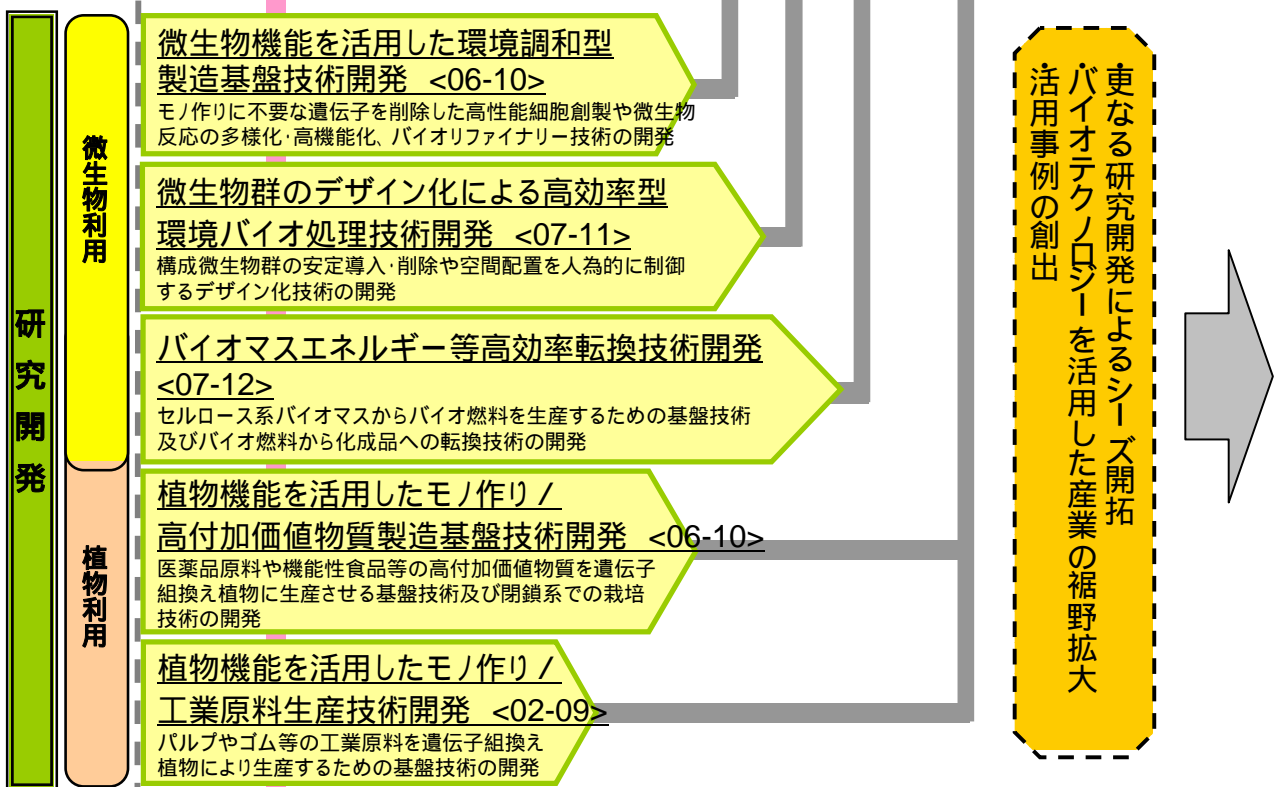 研究開発
微生物利用
微生物機能を活用した環境調和型
製造基盤技術開発 <06-10>
モノ作りに不要な遺伝子を削除した高性能細胞創製や微生物
反応の多様化･高機能化、バイオリファイナリー技術の開発
微生物群のデザイン化による高効率型
環境バイオ処理技術開発 <07-11>
構成微生物群の安定導入･削除や空間配置を人為的に制御
するデザイン化技術の開発
バイオマスエネルギー等高効率転換技術開発
<07-12>
セルロース系バイオマスからバイオ燃料を生産するための基盤技術
及びバイオ燃料から化成品への転換技術の開発
植物利用
植物機能を活用したモノ作り /
高付加価値物質製造基盤技術開発 <06-10>
医薬品原料や機能性食品等の高付加価値物質を遺伝子
組換え植物に生産させる基盤技術及び閉鎖系での栽培
技術の開発
植物機能を活用したモノ作り /
工業原料生産技術開発 <02-09>
パルプやゴム等の工業原料を遺伝子組換え
植物により生産するための基盤技術の開発
・更なる研究開発によるシーズ開拓
・バイオテクノロジーを活用した産業の裾野拡大
・活用事例の創出